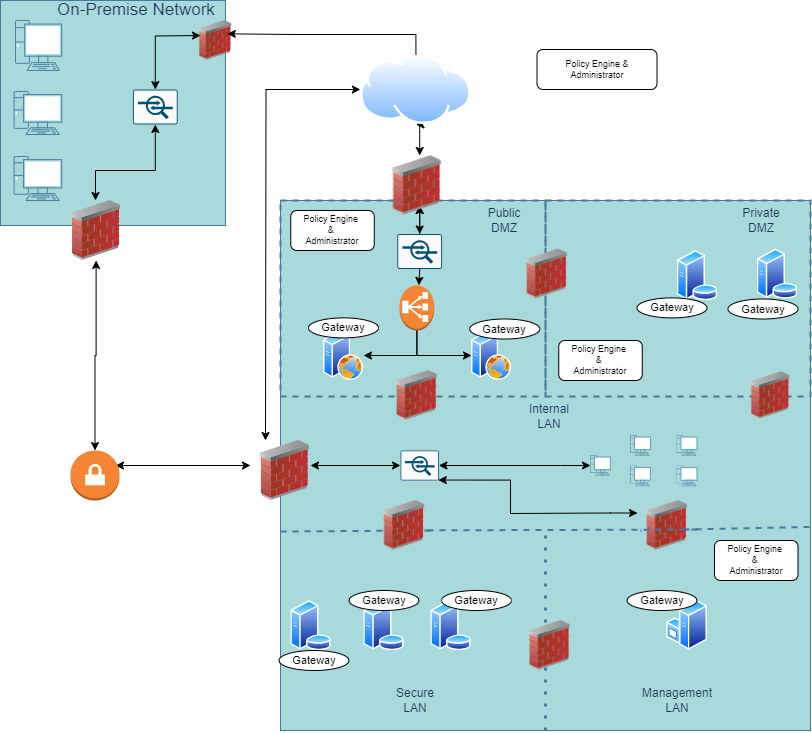 On-Premise Network
Policy Engine &
Administrator
Policy Engine
&
Administrator
Public
DMZ
Private
DMZ
Gateway
Gateway
Gateway
Gateway
Policy Engine
&
Administrator
Internal
LAN
Policy Engine
&
Administrator
Gateway
Gateway
Gateway
Gateway
Secure
LAN
Management
LAN